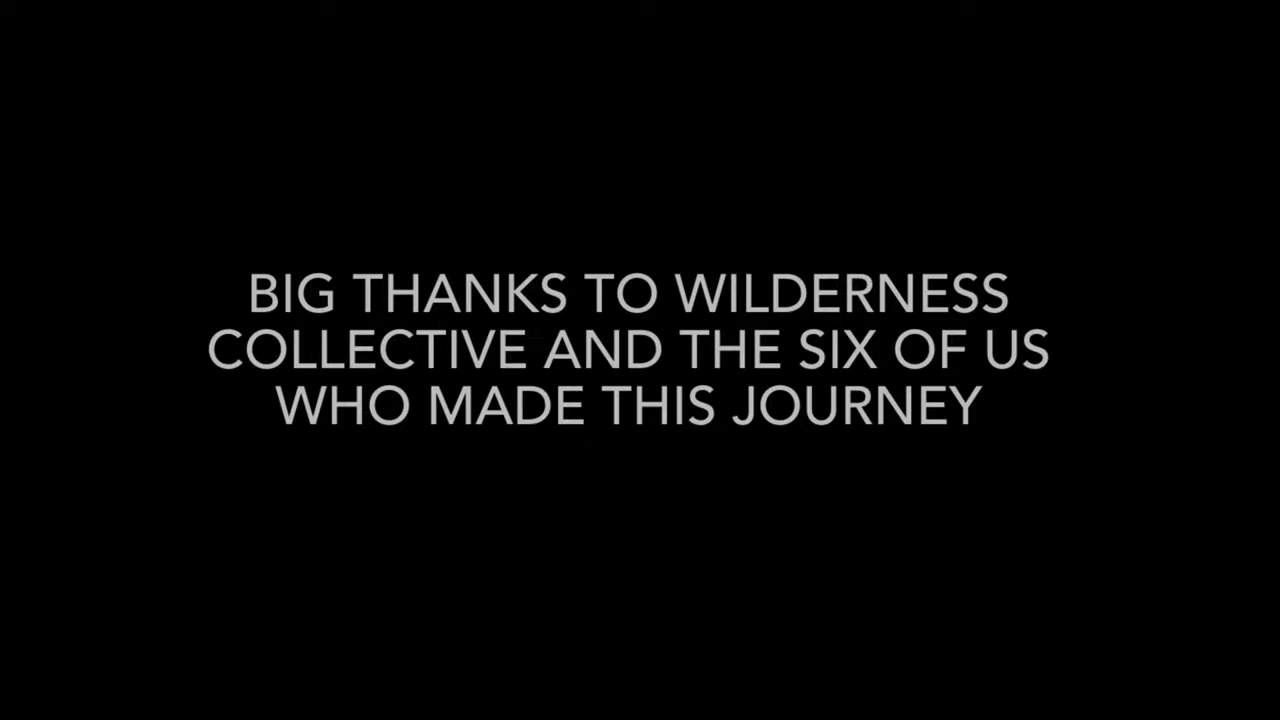 BIG THANKS TO WILDERNESS
COLLECTIVE AND THE SIX OF US
WHO MADE THIS JOURNEY